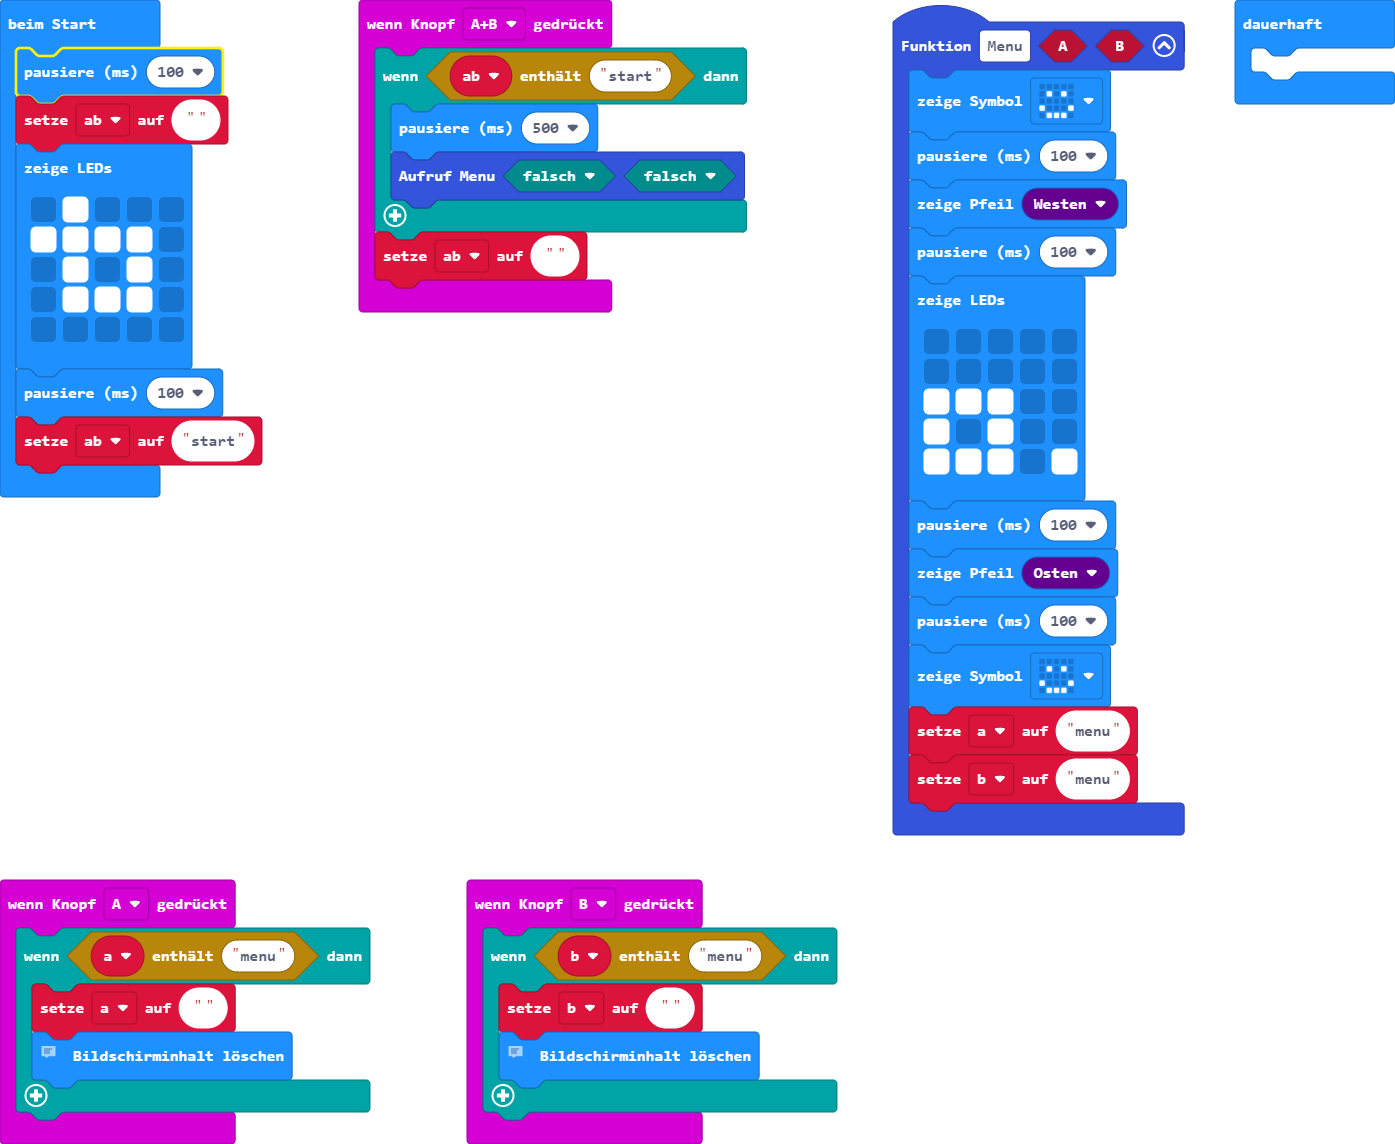 beim Start
pausiere (ms) 100
setze ab auf " "
zeige LEDs
pausiere (ms) 100
setze ab auf "start"
wenn Knopf A+B gedrückt
wenn ab enthält "start" dann
pausiere (ms) 500
Aufruf Menu falsch falsch
setze ab auf " "
Funktion Menu A B
zeige Symbol
pausiere (ms) 100
zeige Pfeil Westen
pausiere (ms) 100
zeige LEDs
pausiere (ms) 100
zeige Pfeil Osten
pausiere (ms) 100
zeige Symbol
setze a auf "menu"
setze b auf "menu"
dauerhaft
wenn Knopf A gedrückt
wenn a enthält "menu" dann
setze a auf " "
Bildschirminhalt löschen
wenn Knopf B gedrückt
wenn b enthält "menu" dann
setze b auf " "
Bildschirminhalt löschen